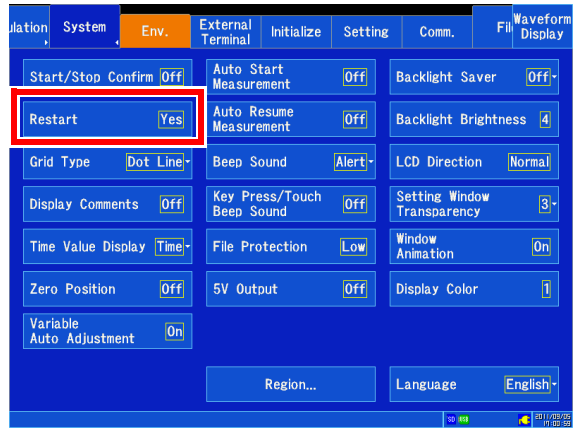 ulation System Env. External Terminal Initialize Setting Comm. Fil Waveform Display
Start/Stop Confirm Off
Auto Start Measurement Off
Backlight Saver Off
Restart Yes
Auto Resume Measurement Off
Backlight Brightness 4
Grid Type Dot Line
Beep Sound Alert
LCD Direction Normal
Display Comments Off
Key Press/Touch Beep Sound Off
Setting Window Transparency 3
Time Value Display Time
File Protection Low
Window Animation On
Zero Position Off
5V Output Off
Display Color 1
Variable Auto Adjustment On
Region...
Language English
SD USB
2011/09/05
17:00:59